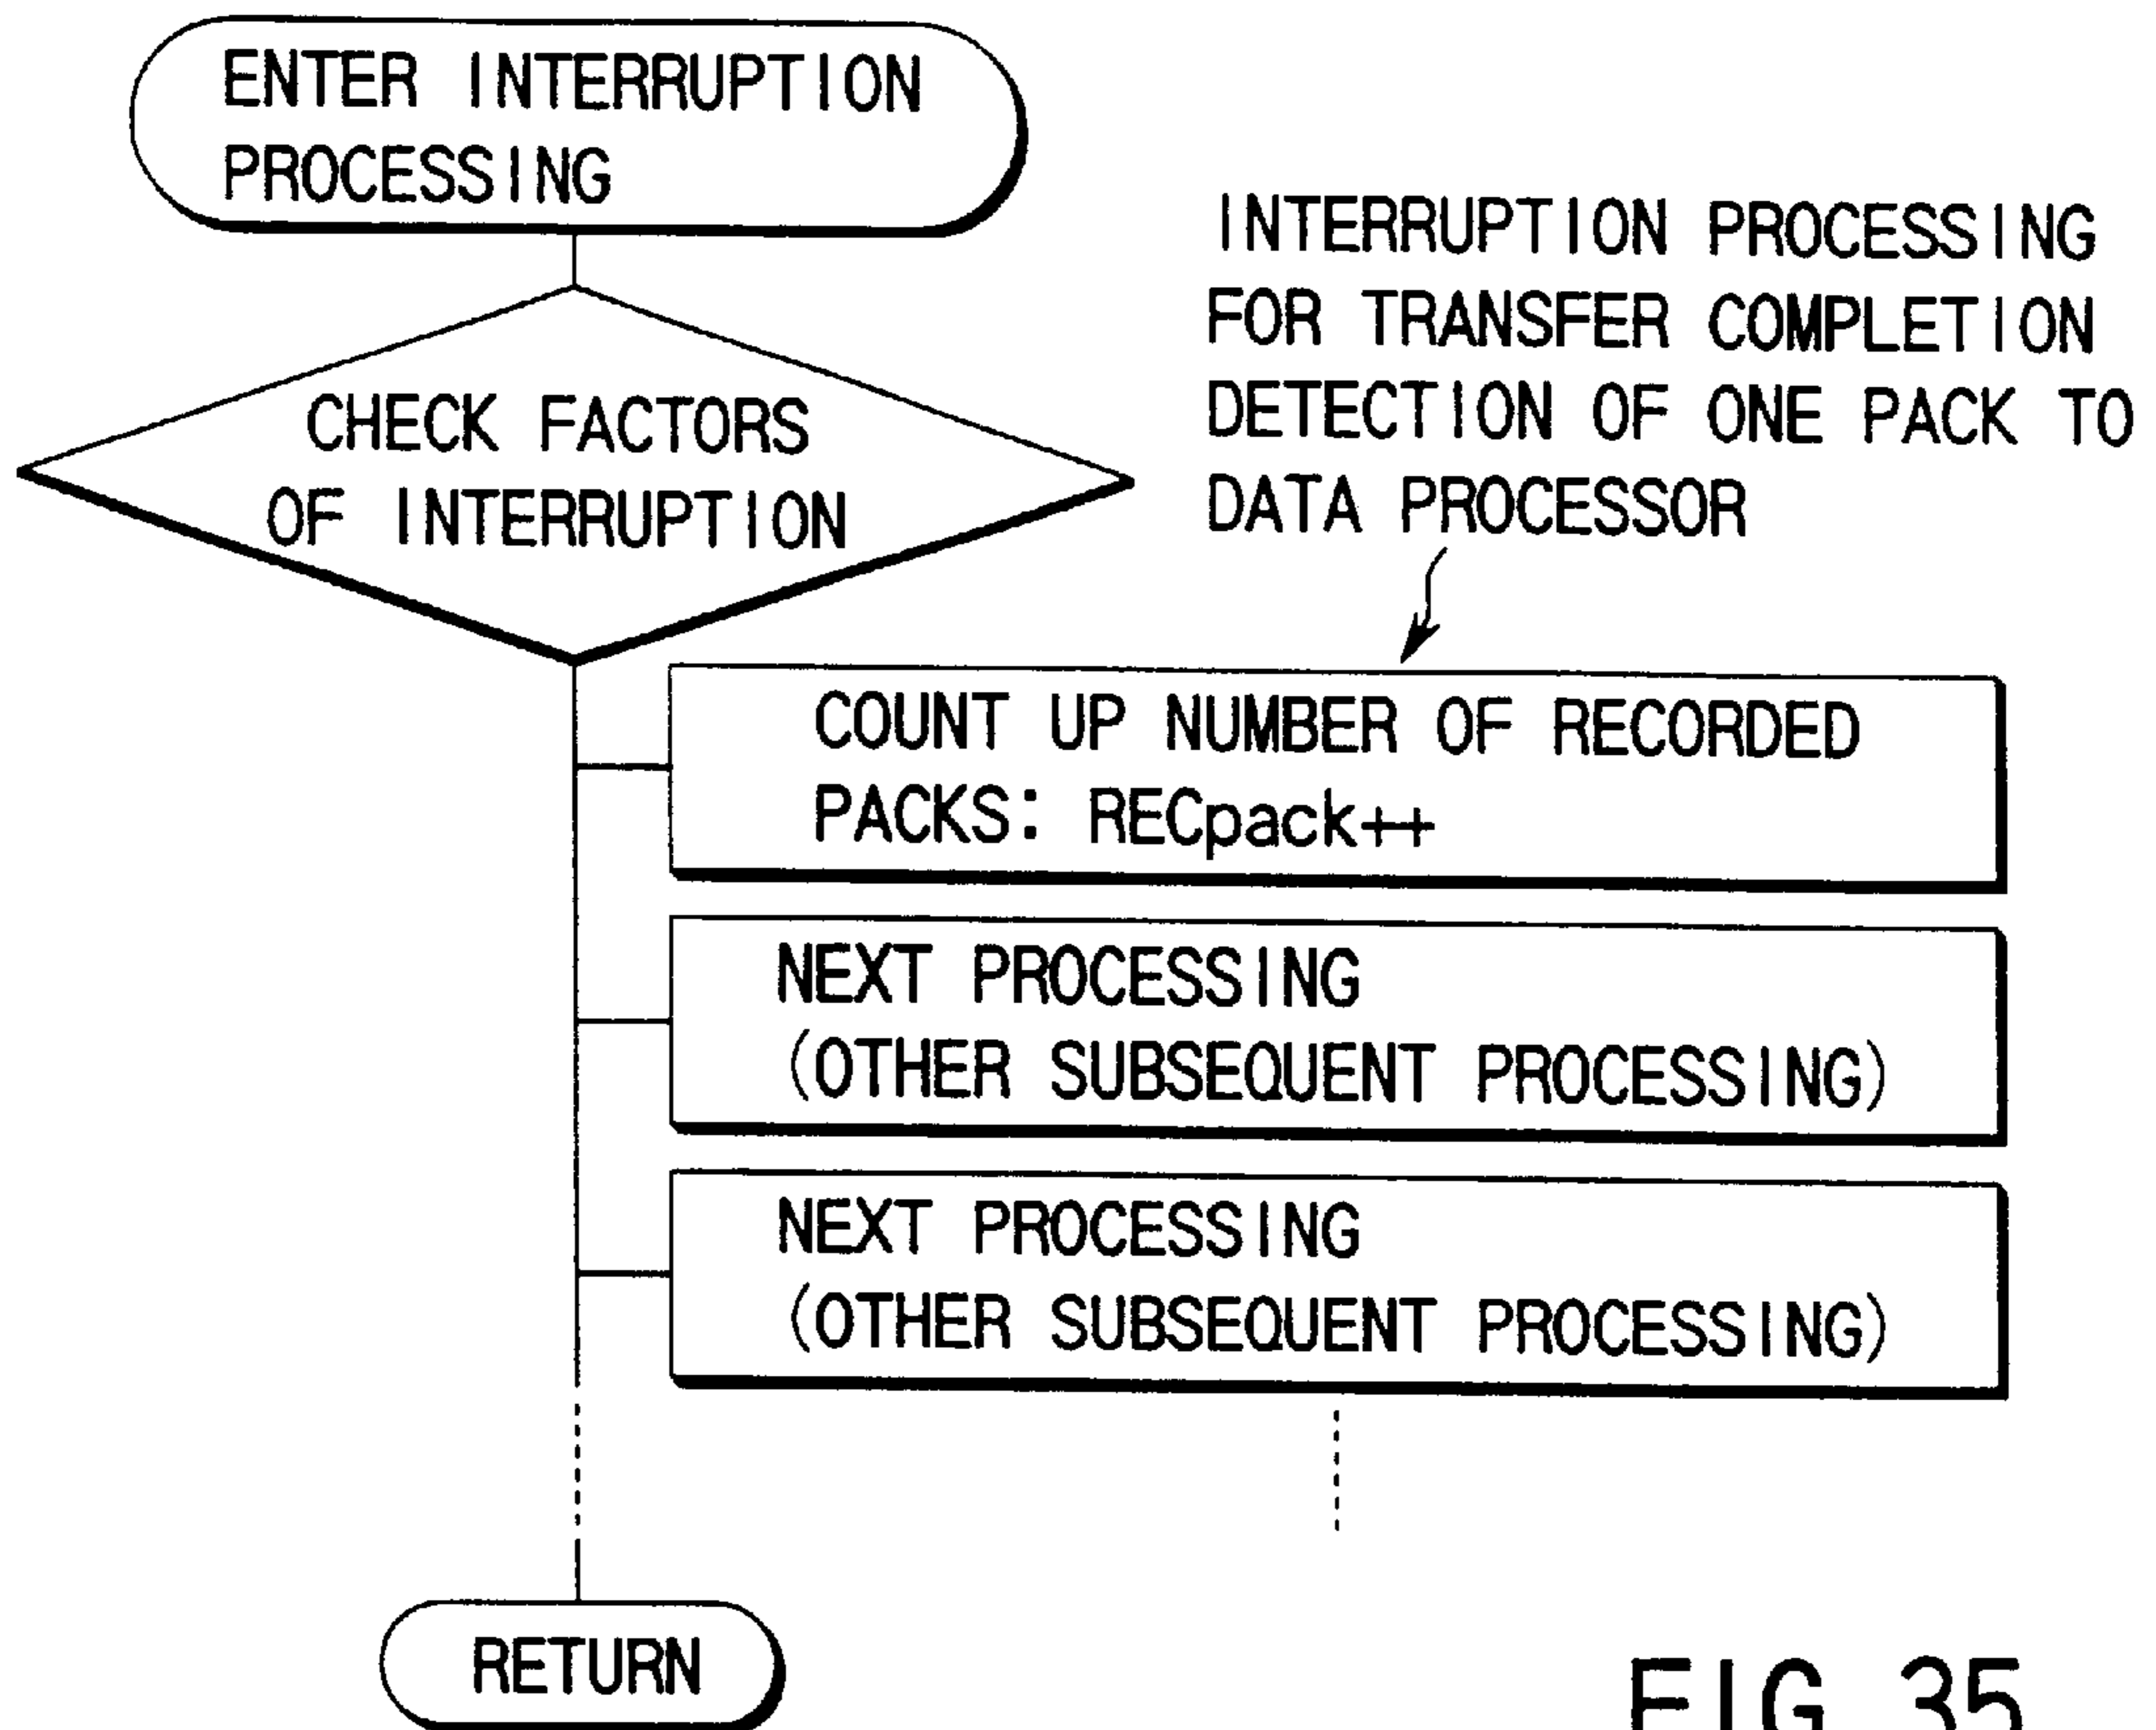 ENTER INTERRUPTION
PROCESSING
CHECK FACTORS
OF INTERRUPTION
INTERRUPTION PROCESSING
FOR TRANSFER COMPLETION
DETECTION OF ONE PACK TO
DATA PROCESSOR
COUNT UP NUMBER OF RECORDED
PACKS: RECpack++
NEXT PROCESSING
(OTHER SUBSEQUENT PROCESSING)
NEXT PROCESSING
(OTHER SUBSEQUENT PROCESSING)
RETURN
FIG. 35